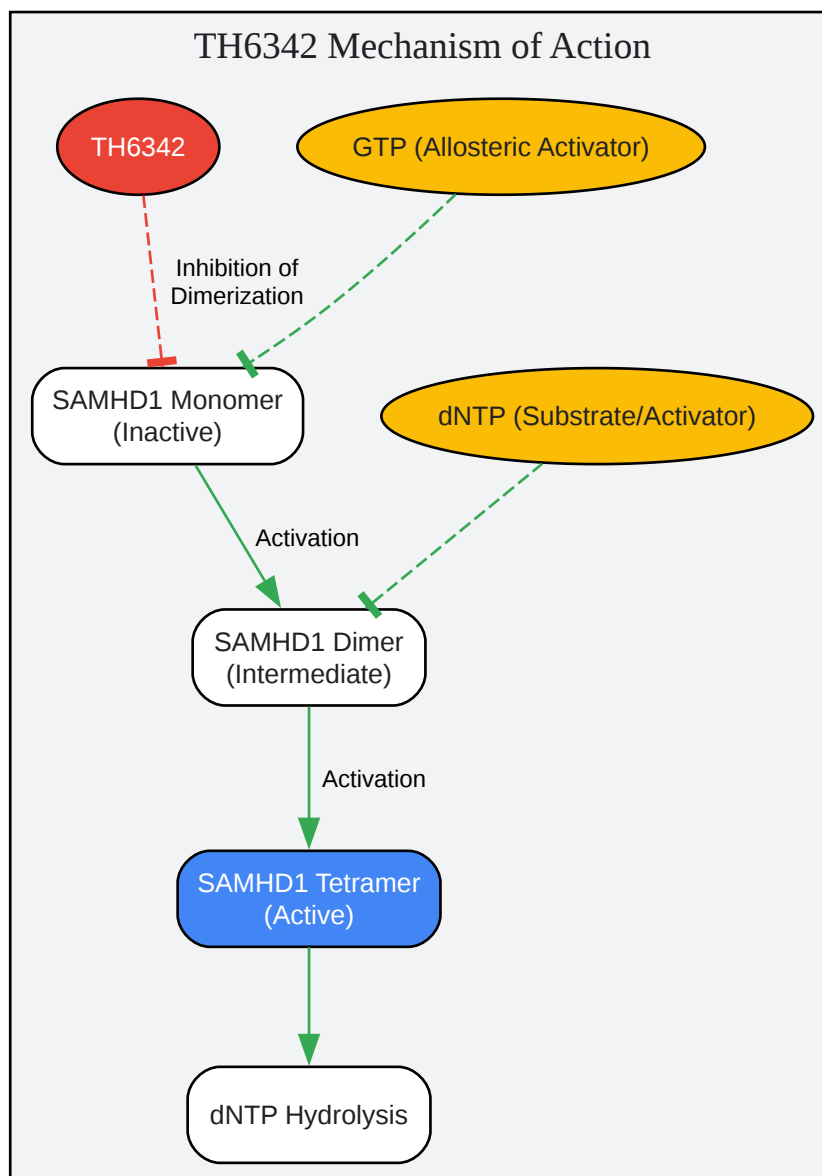 TH6342 Mechanism of Action
TH6342
GTP (Allosteric Activator)
Inhibition of
Dimerization
SAMHD1 Monomer
(Inactive)
dNTP (Substrate/Activator)
Activation
SAMHD1 Dimer
(Intermediate)
Activation
SAMHD1 Tetramer
(Active)
dNTP Hydrolysis